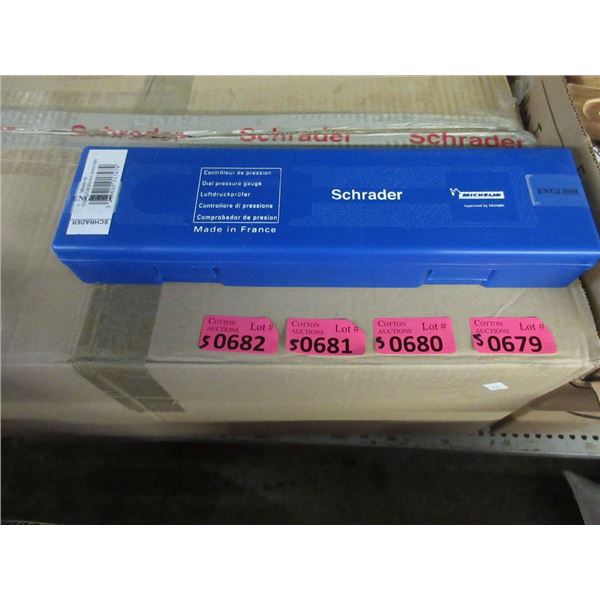 Schrader Schrader Schrader
ENGLISH
SCHRADER
Contrôleur de pression
Dial pressure gauge
Luftdruckprüfer
Controllore di pressione
Comprobador de presion
Made in France
Schrader
MICHELIN
Approved by Michelin
ENGLISH
COTTON AUCTIONS Lot #
S 0682
COTTON AUCTIONS Lot #
S 0681
COTTON AUCTIONS Lot #
S 0680
COTTON AUCTIONS Lot #
S 0679